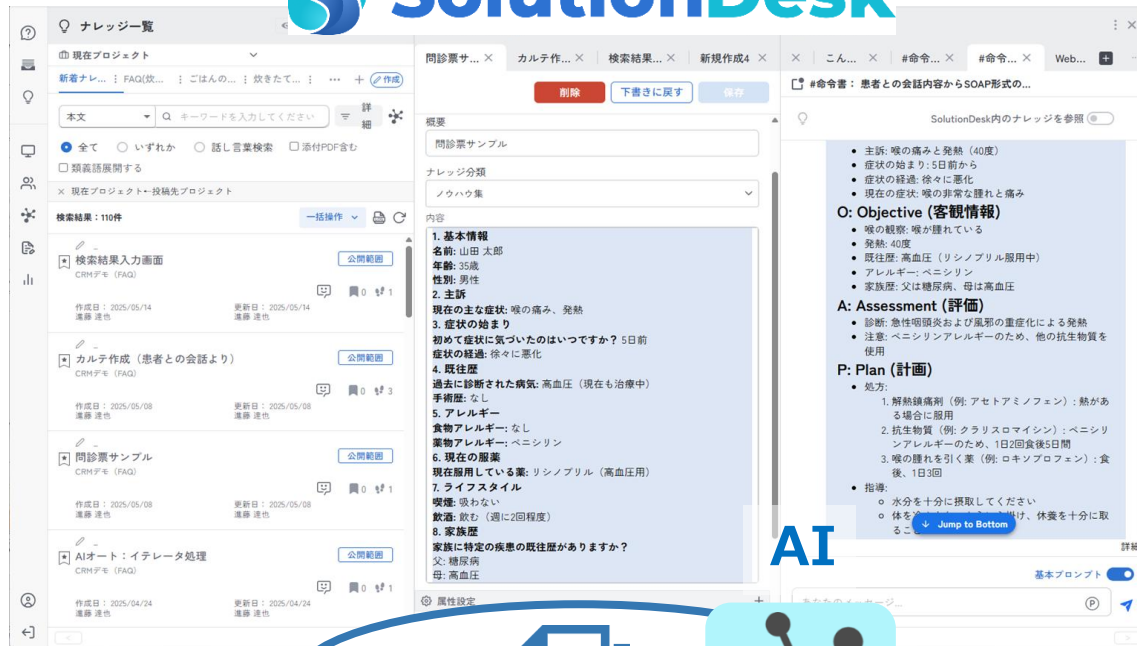 SolutionDesk
ナレッジ一覧
現在プロジェクト
新着ナレ...
FAQ(炊...
ごはんの...
炊きたて...
作成
本文
キーワードを入力してください
詳細
全て
いずれか
話し言葉検索
添付PDF含む
類義語展開する
× 現在プロジェクト←投稿先プロジェクト
検索結果：110件
一括操作
検索結果入力画面
公開範囲
CRMデモ (FAQ)
0
1
作成日： 2025/05/14
更新日： 2025/05/14
進藤 達也
進藤 達也
カルテ作成（患者との会話より）
公開範囲
CRMデモ (FAQ)
0
3
作成日： 2025/05/08
更新日： 2025/05/08
進藤 達也
進藤 達也
問診票サンプル
公開範囲
CRMデモ (FAQ)
0
1
作成日： 2025/05/08
更新日： 2025/05/08
進藤 達也
進藤 達也
AIオート：イテレータ処理
公開範囲
CRMデモ (FAQ)
0
1
作成日： 2025/04/24
更新日： 2025/04/24
進藤 達也
進藤 達也
問診票サ... ×
カルテ作... ×
検索結果... ×
新規作成4 ×
削除
下書きに戻す
保存
概要
問診票サンプル
ナレッジ分類
ノウハウ集
内容
1. 基本情報
名前: 山田 太郎
年齢: 35歳
性別: 男性
2. 主訴
現在の主な症状: 喉の痛み、発熱
3. 症状の始まり
初めて症状に気づいたのはいつですか? 5日前
症状の経過: 徐々に悪化
4. 既往歴
過去に診断された病気: 高血圧（現在も治療中）
手術歴: なし
5. アレルギー
食物アレルギー: なし
薬物アレルギー: ペニシリン
6. 現在の服薬
現在服用している薬: リシノプリル（高血圧用）
7. ライフスタイル
喫煙: 吸わない
飲酒: 飲む（週に2回程度）
8. 家族歴
家族に特定の疾患の既往歴がありますか?
父: 糖尿病
母: 高血圧
属性設定
こん... ×
#命令... ×
#命令... ×
Web...
#命令書： 患者との会話内容からSOAP形式の...
SolutionDesk内のナレッジを参照
主訴: 喉の痛みと発熱（40度）
症状の始まり: 5日前から
症状の経過: 徐々に悪化
現在の症状: 喉の非常な腫れと痛み
O: Objective (客観情報)
喉の観察: 喉が腫れている
発熱: 40度
既往歴: 高血圧（リシノプリル服用中）
アレルギー: ペニシリン
家族歴: 父は糖尿病、母は高血圧
A: Assessment (評価)
診断: 急性咽頭炎および風邪の重症化による発熱
注意: ペニシリンアレルギーのため、他の抗生物質を
使用
P: Plan (計画)
処方:
1. 解熱鎮痛剤（例: アセトアミノフェン）: 熱があ
る場合に服用
2. 抗生物質（例: クラリスロマイシン）: ペニシリ
ンアレルギーのため、1日2回食後5日間
3. 喉の腫れを引く薬（例: ロキソプロフェン）: 食
後、1日3回
指導:
水分を十分に摂取してください
Jump to Bottom
詳細
基本プロンプト
あなたのメッセージ...
AI